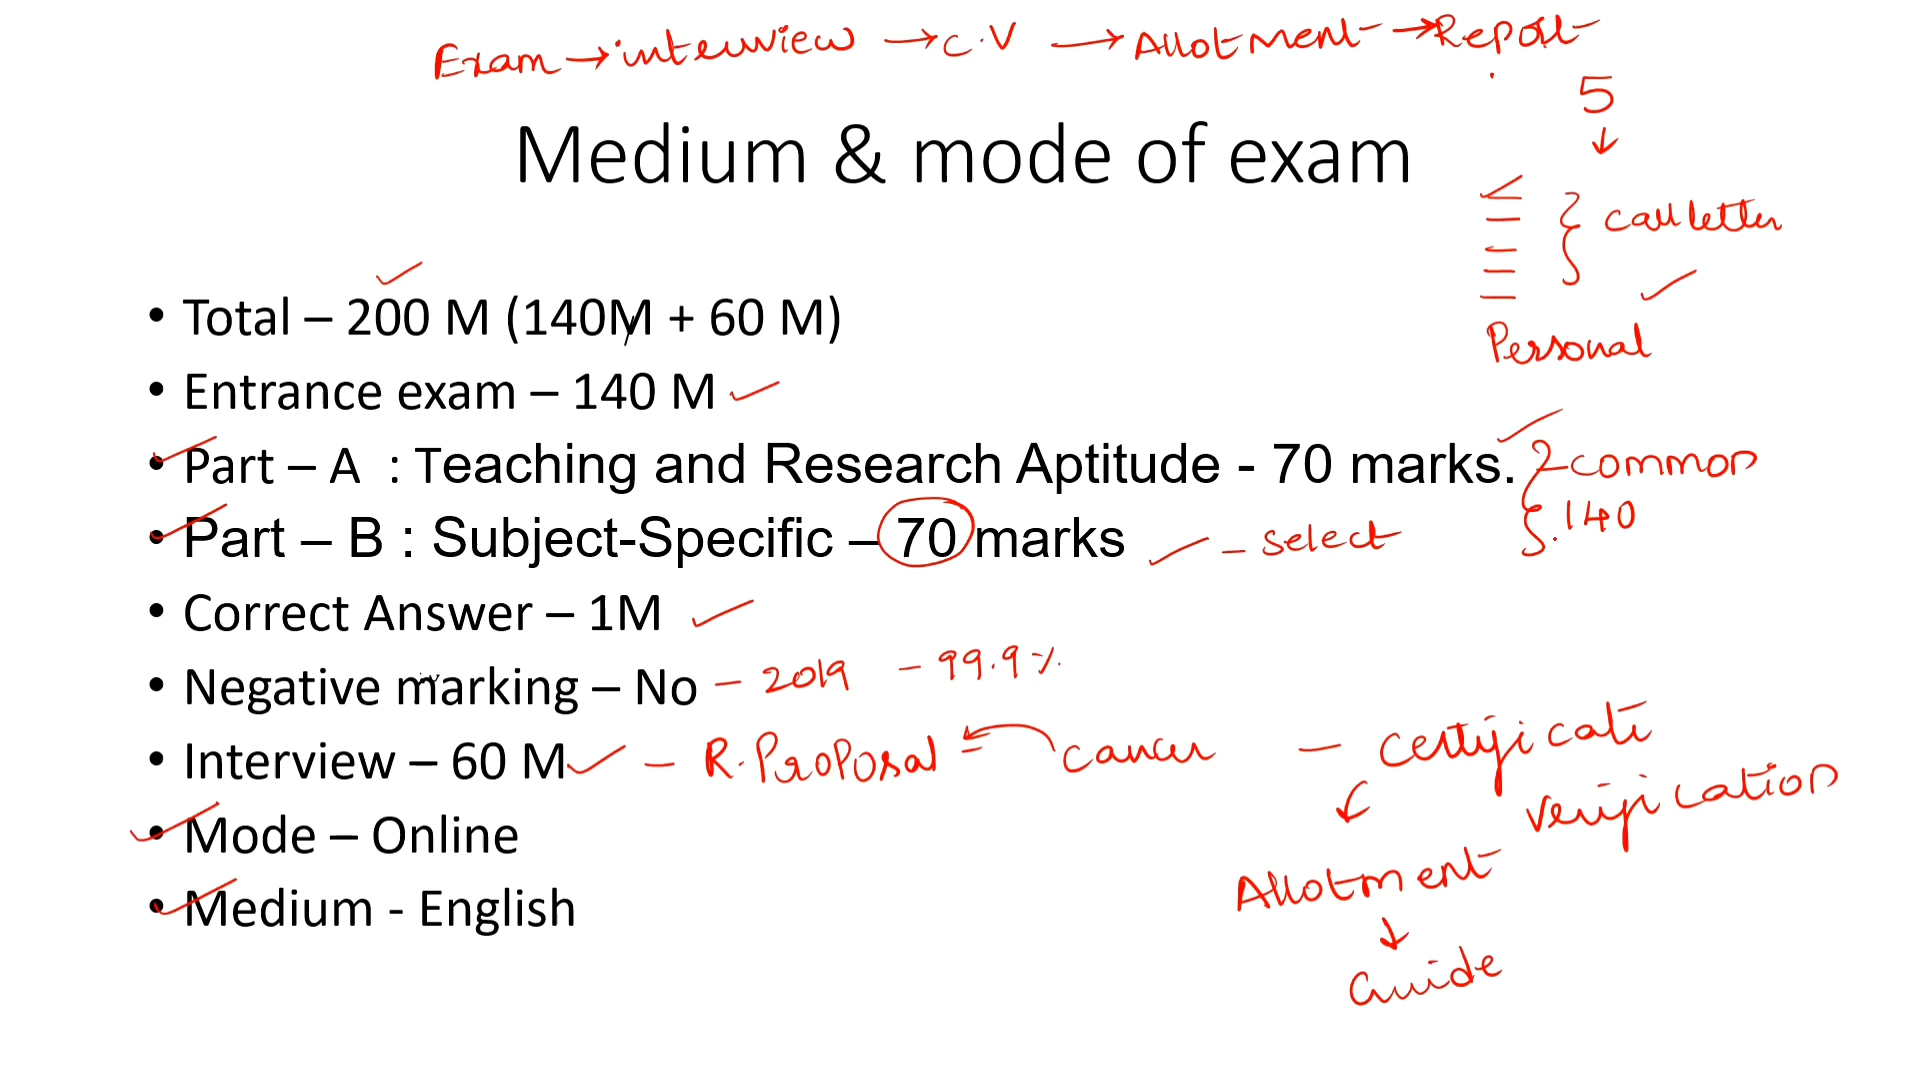 Exam → interview → C.V → Allotment → Report
5
Medium & mode of exam
call letter
• Total – 200 M (140M + 60 M)
Personal
• Entrance exam – 140 M
• Part – A : Teaching and Research Aptitude - 70 marks. common
140
• Part – B : Subject-Specific – 70 marks – select
• Correct Answer – 1M
• Negative marking – No – 2019 – 99.9%
• Interview – 60 M – R. Proposal cancer – certificate
verification
• Mode – Online
Allotment
• Medium - English
Guide